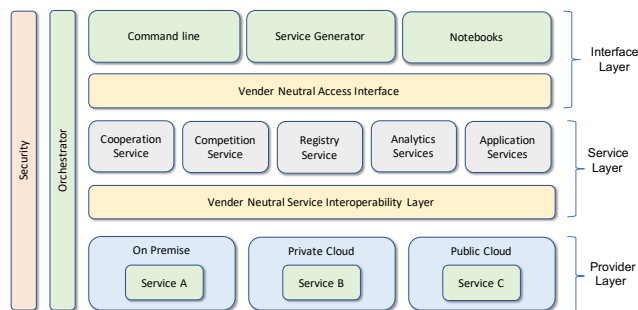 Security
Orchestrator
Command line
Service Generator
Notebooks
Vender Neutral Access Interface
Interface
Layer
Cooperation
Service
Competition
Service
Registry
Service
Analytics
Services
Application
Services
Vender Neutral Service Interoperability Layer
Service
Layer
On Premise
Service A
Private Cloud
Service B
Public Cloud
Service C
Provider
Layer